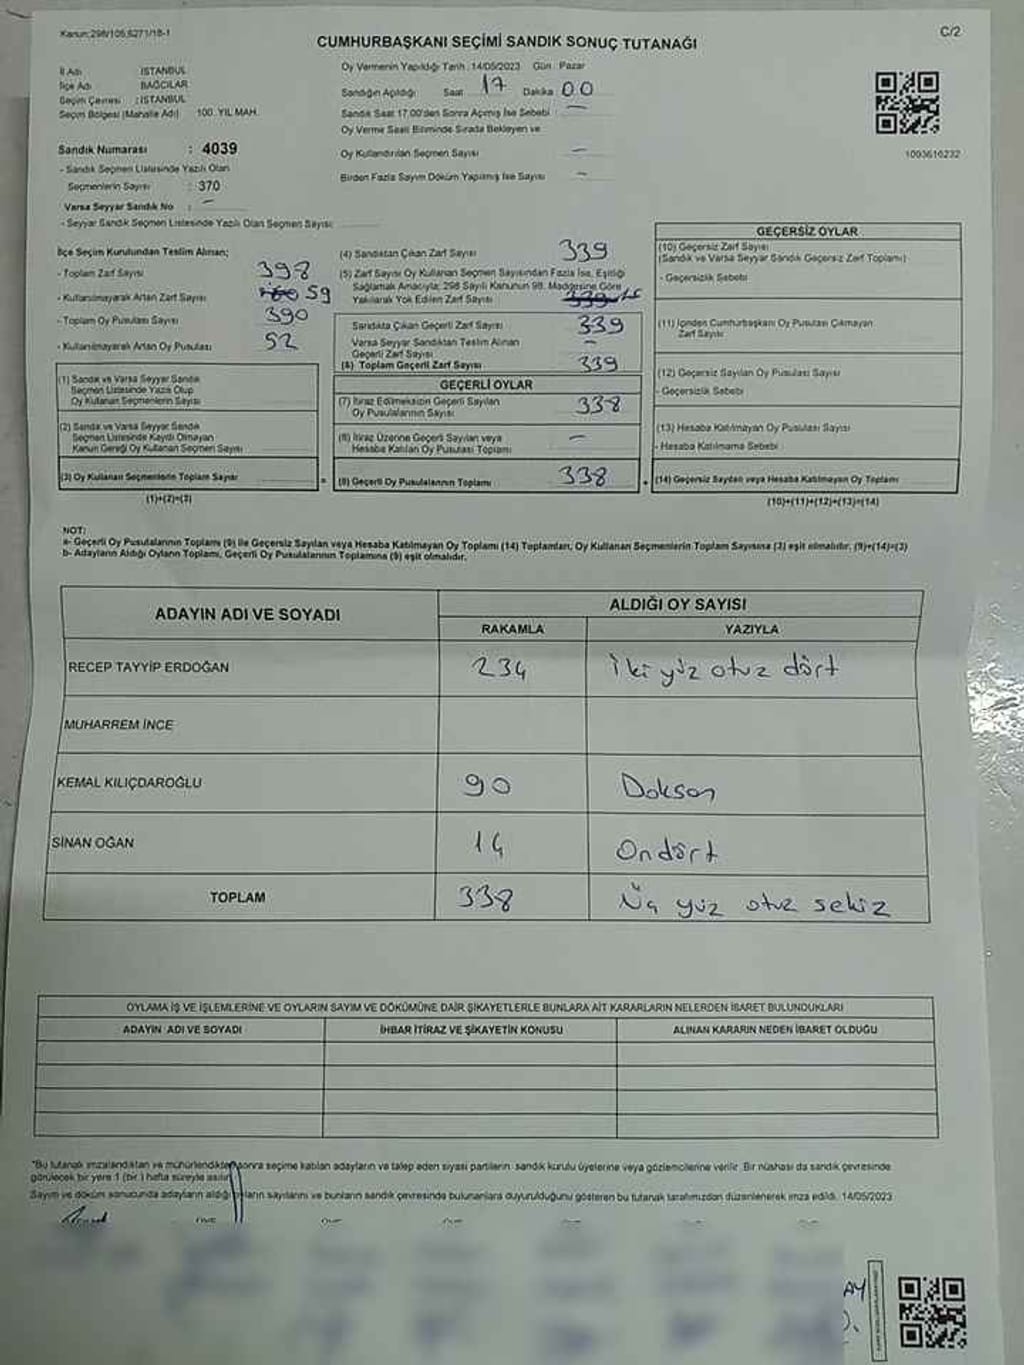 Kanun:298/105,6271/18-1
C/2
CUMHURBAŞKANI SEÇİMİ SANDIK SONUÇ TUTANAĞI
İl Adı : İSTANBUL
İlçe Adı : BAĞCILAR
Seçim Çevresi : İSTANBUL
Seçim Bölgesi (Mahalle Adı) : 100. YIL MAH.
Sandık Numarası : 4039
- Sandık Seçmen Listesinde Yazılı Olan
Seçmenlerin Sayısı : 370
Varsa Seyyar Sandık No : -
- Seyyar Sandık Seçmen Listesinde Yazılı Olan Seçmen Sayısı:
Oy Vermenin Yapıldığı Tarih: 14/05/2023 Gün: Pazar
Sandığın Açıldığı Saat 17 Dakika 00
Sandık Saat 17.00'den Sonra Açılmış İse Sebebi -
Oy Verme Saati Bitiminde Sırada Bekleyen ve
Oy Kullandırılan Seçmen Sayısı -
Birden Fazla Sayım Döküm Yapılmış İse Sayısı -
1003616232
İlçe Seçim Kurulundan Teslim Alınan;
- Toplam Zarf Sayısı 398
- Kullanılmayarak Artan Zarf Sayısı 59
- Toplam Oy Pusulası Sayısı 390
- Kullanılmayarak Artan Oy Pusulası 52
(1) Sandık ve Varsa Seyyar Sandık
Seçmen Listesinde Yazılı Olup
Oy Kullanan Seçmenlerin Sayısı
(2) Sandık ve Varsa Seyyar Sandık
Seçmen Listesinde Kayıtlı Olmayan
Kanun Gereği Oy Kullanan Seçmen Sayısı
(3) Oy Kullanan Seçmenlerin Toplam Sayısı =
(1)+(2)=(3)
(4) Sandıktan Çıkan Zarf Sayısı 339
(5) Zarf Sayısı Oy Kullanan Seçmen Sayısından Fazla İse, Eşitliği
Sağlamak Amacıyla; 298 Sayılı Kanunun 98. Maddesine Göre
Yakılarak Yok Edilen Zarf Sayısı
Sandıkta Çıkan Geçerli Zarf Sayısı 339
Varsa Seyyar Sandıktan Teslim Alınan
Geçerli Zarf Sayısı -
(6) Toplam Geçerli Zarf Sayısı 339
GEÇERLİ OYLAR
(7) İtiraz Edilmeksizin Geçerli Sayılan
Oy Pusulalarının Sayısı 338
(8) İtiraz Üzerine Geçerli Sayılan veya
Hesaba Katılan Oy Pusulası Toplamı -
(9) Geçerli Oy Pusulalarının Toplamı 338 +
GEÇERSİZ OYLAR
(10) Geçersiz Zarf Sayısı
(Sandık ve Varsa Seyyar Sandık Geçersiz Zarf Toplamı)
- Geçersizlik Sebebi
(11) İçinden Cumhurbaşkanı Oy Pusulası Çıkmayan
Zarf Sayısı
(12) Geçersiz Sayılan Oy Pusulası Sayısı
- Geçersizlik Sebebi
(13) Hesaba Katılmayan Oy Pusulası Sayısı
- Hesaba Katılmama Sebebi
(14) Geçersiz Sayılan veya Hesaba Katılmayan Oy Toplamı
(10)+(11)+(12)+(13)=(14)
NOT:
a- Geçerli Oy Pusulalarının Toplamı (9) ile Geçersiz Sayılan veya Hesaba Katılmayan Oy Toplamı (14) Toplamları, Oy Kullanan Seçmenlerin Toplam Sayısına (3) eşit olmalıdır. (9)+(14)=(3)
b- Adayların Aldığı Oyların Toplamı, Geçerli Oy Pusulalarının Toplamına (9) eşit olmalıdır.
ADAYIN ADI VE SOYADI
ALDIĞI OY SAYISI
RAKAMLA YAZIYLA
RECEP TAYYİP ERDOĞAN 234 iki yüz otuz dört
MUHARREM İNCE
KEMAL KILIÇDAROĞLU 90 Doksan
SİNAN OĞAN 14 Ondört
TOPLAM 338 Üç yüz otuz sekiz
OYLAMA İŞ VE İŞLEMLERİNE VE OYLARIN SAYIM VE DÖKÜMÜNE DAİR ŞİKAYETLERLE BUNLARA AİT KARARLARIN NELERDEN İBARET BULUNDUKLARI
ADAYIN ADI VE SOYADI İHBAR İTİRAZ VE ŞİKAYETİN KONUSU ALINAN KARARIN NEDEN İBARET OLDUĞU
*Bu tutanak imzalandıktan ve mühürlendikten sonra seçime katılan adayların ve talep eden siyasi partilerin sandık kurulu üyelerine veya gözlemcilerine verilir. Bir nüshası da sandık çevresinde
görülecek bir yere 1 (bir) hafta süreyle asılır.
Sayım ve döküm sonucunda adayların aldığı oyların sayılarını ve bunların sandık çevresinde bulunanlara duyurulduğunu gösteren bu tutanak tarafımızdan düzenlenerek imza edildi. 14/05/2023
AY